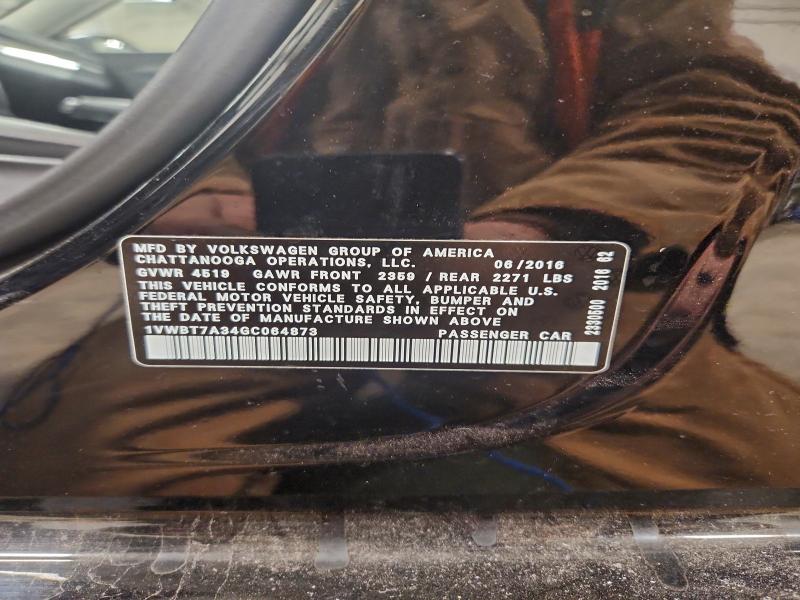 MFD BY VOLKSWAGEN GROUP OF AMERICA
CHATTANOOGA OPERATIONS, LLC. 06/2016
GVWR 4519 GAWR FRONT 2359 / REAR 2271 LBS
THIS VEHICLE CONFORMS TO ALL APPLICABLE U.S.
FEDERAL MOTOR VEHICLE SAFETY, BUMPER AND
THEFT PREVENTION STANDARDS IN EFFECT ON
THE DATE OF MANUFACTURE SHOWN ABOVE
1VWBT7A34GC064873 PASSENGER CAR
2330500 2016 62